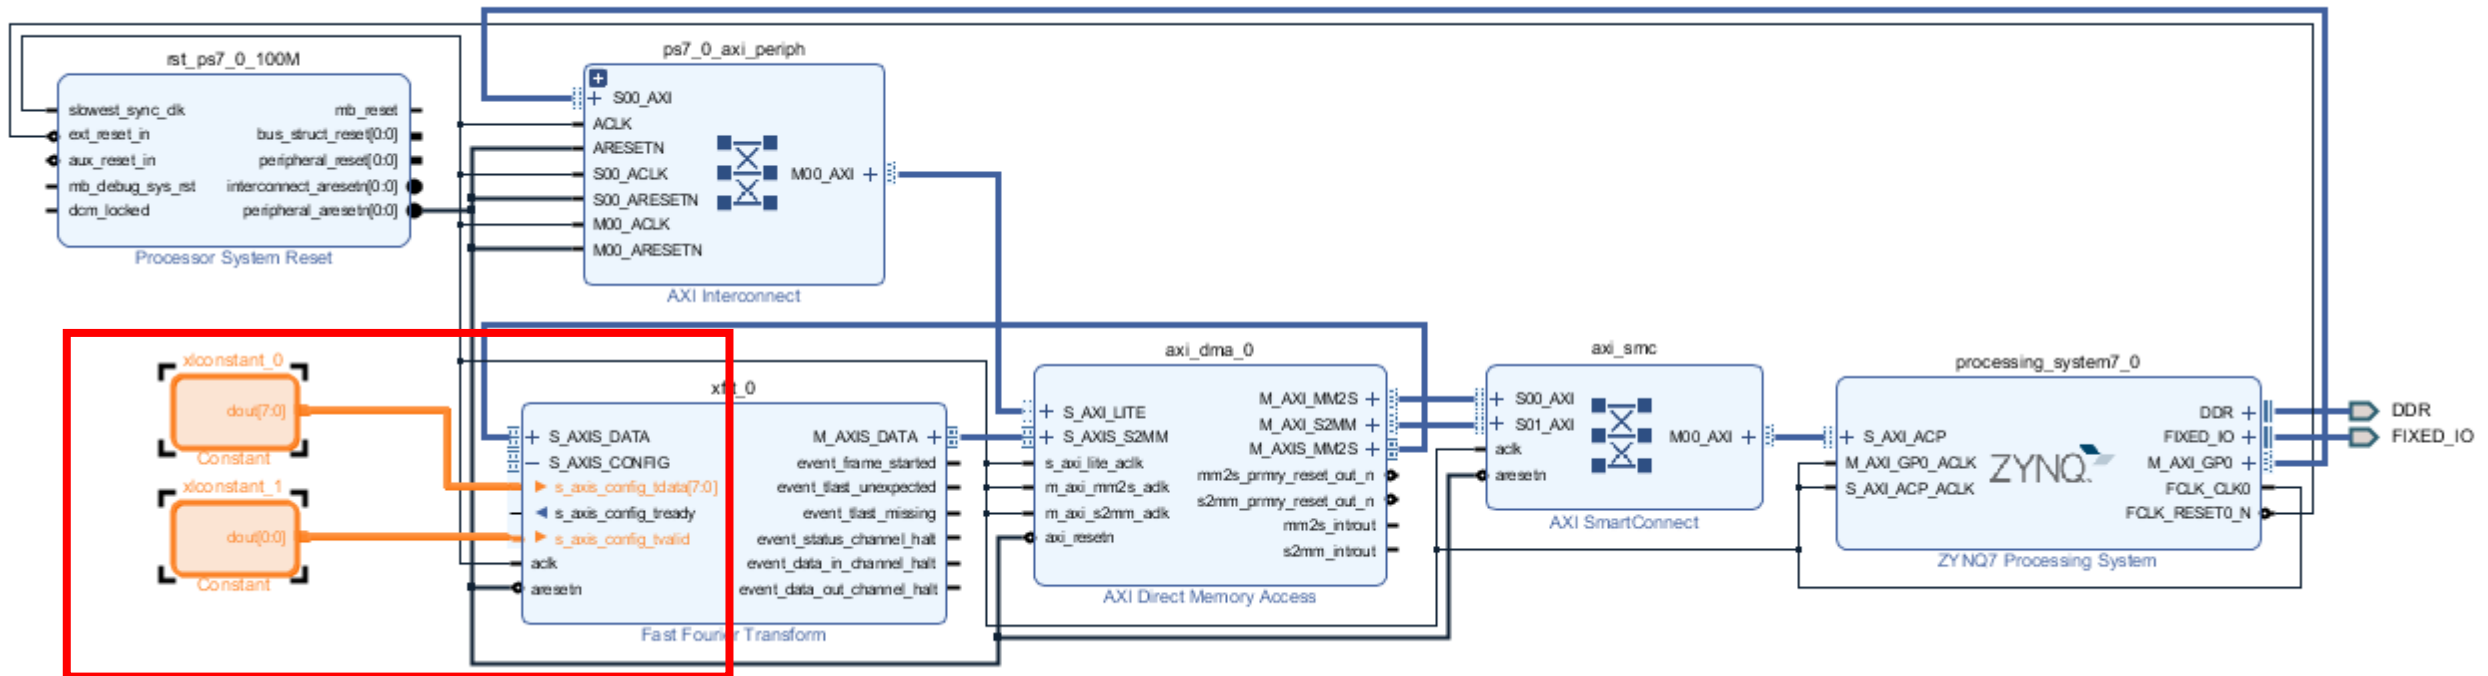 rst_ps7_0_100M
slowest_sync_clk
ext_reset_in
aux_reset_in
mb_debug_sys_rst
dcm_locked
mb_reset
bus_struct_reset[0:0]
peripheral_reset[0:0]
interconnect_aresetn[0:0]
peripheral_aresetn[0:0]
Processor System Reset
ps7_0_axi_periph
S00_AXI
ACLK
ARESETN
S00_ACLK
S00_ARESETN
M00_ACLK
M00_ARESETN
M00_AXI
AXI Interconnect
xlconstant_0
dout[7:0]
Constant
xlconstant_1
dout[0:0]
Constant
xfft_0
S_AXIS_DATA
S_AXIS_CONFIG
s_axis_config_tdata[7:0]
s_axis_config_tready
s_axis_config_tvalid
aclk
aresetn
M_AXIS_DATA
event_frame_started
event_tlast_unexpected
event_tlast_missing
event_status_channel_halt
event_data_in_channel_halt
event_data_out_channel_halt
Fast Fourier Transform
axi_dma_0
S_AXI_LITE
S_AXIS_S2MM
s_axi_lite_aclk
m_axi_mm2s_aclk
m_axi_s2mm_aclk
axi_resetn
M_AXI_MM2S
M_AXI_S2MM
M_AXIS_MM2S
mm2s_prmry_reset_out_n
s2mm_prmry_reset_out_n
mm2s_introut
s2mm_introut
AXI Direct Memory Access
axi_smc
S00_AXI
S01_AXI
aclk
aresetn
M00_AXI
AXI SmartConnect
processing_system7_0
S_AXI_ACP
M_AXI_GP0_ACLK
S_AXI_ACP_ACLK
ZYNQ
DDR
FIXED_IO
M_AXI_GP0
FCLK_CLK0
FCLK_RESET0_N
ZYNQ7 Processing System
DDR
FIXED_IO